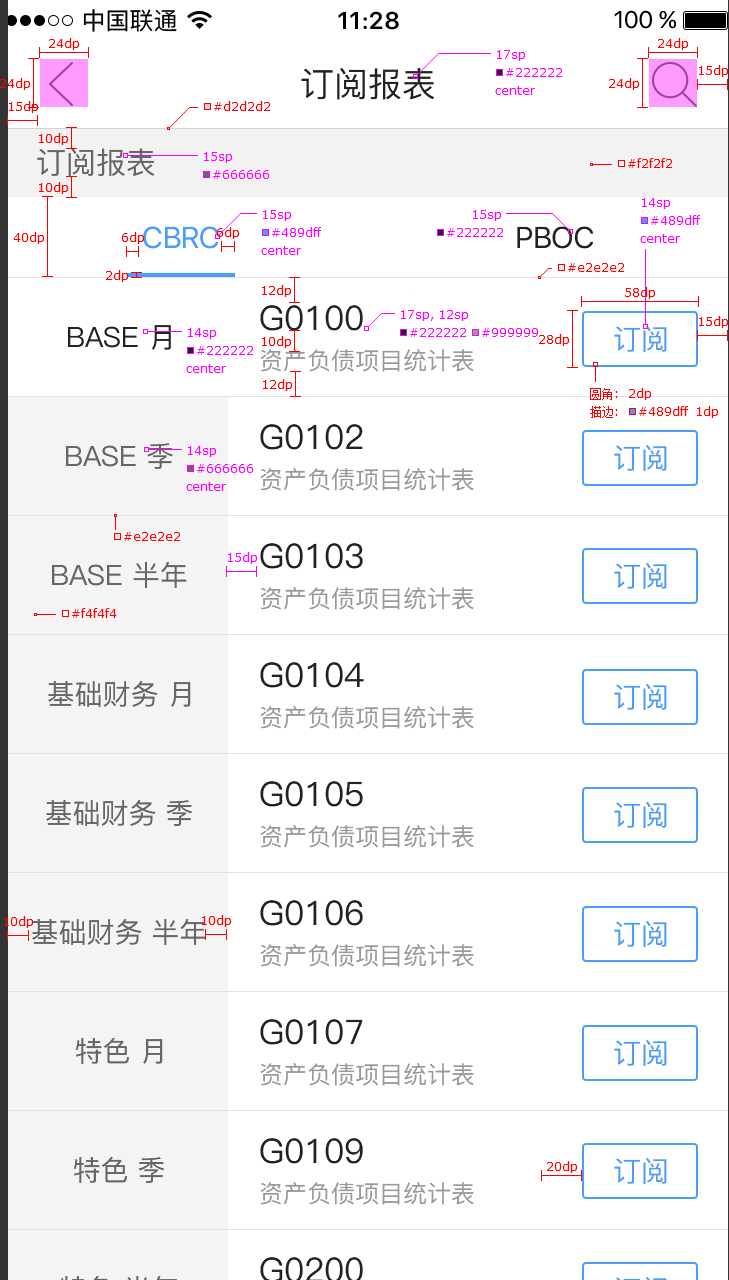 中国联通 11:28 100 %
24dp 24dp
17sp
#222222
center
24dp 订阅报表 24dp 15dp
15dp
#d2d2d2
10dp
订阅报表
15sp
#666666
#f2f2f2
10dp
14sp
#489dff
center
15sp
#489dff
center
15sp
#222222
40dp 6dp CBRC 6dp PBOC
2dp
#e2e2e2
12dp
58dp
G0100
17sp, 12sp
#222222 #999999
BASE 月
14sp
#222222
center
10dp
28dp 订阅 15dp
资产负债项目统计表
12dp
圆角: 2dp
描边: #489dff 1dp
BASE 季
14sp
#666666
center
G0102
资产负债项目统计表
订阅
#e2e2e2
BASE 半年
15dp
G0103
资产负债项目统计表
订阅
#f4f4f4
基础财务 月
G0104
资产负债项目统计表
订阅
基础财务 季
G0105
资产负债项目统计表
订阅
10dp 基础财务 半年 10dp
G0106
资产负债项目统计表
订阅
特色 月
G0107
资产负债项目统计表
订阅
特色 季
G0109
资产负债项目统计表
20dp
订阅
特色 半年
G0200
订阅